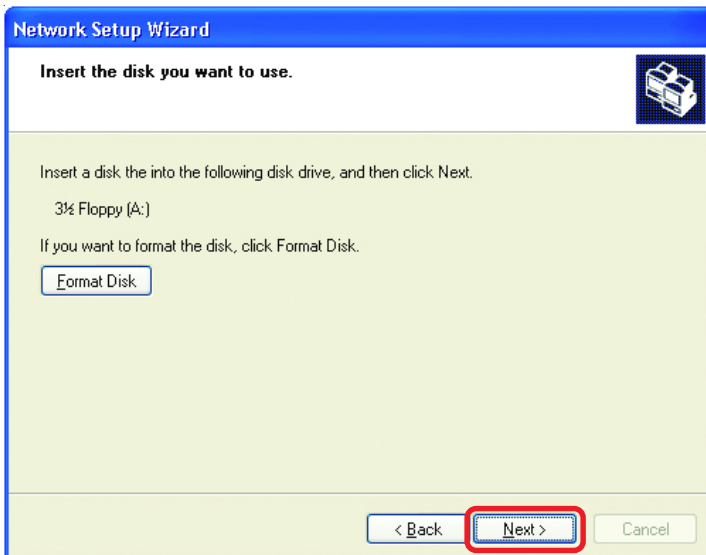 Network Setup Wizard
Insert the disk you want to use.
Insert a disk the into the following disk drive, and then click Next.
3½ Floppy (A:)
If you want to format the disk, click Format Disk.
Format Disk
< Back Next > Cancel